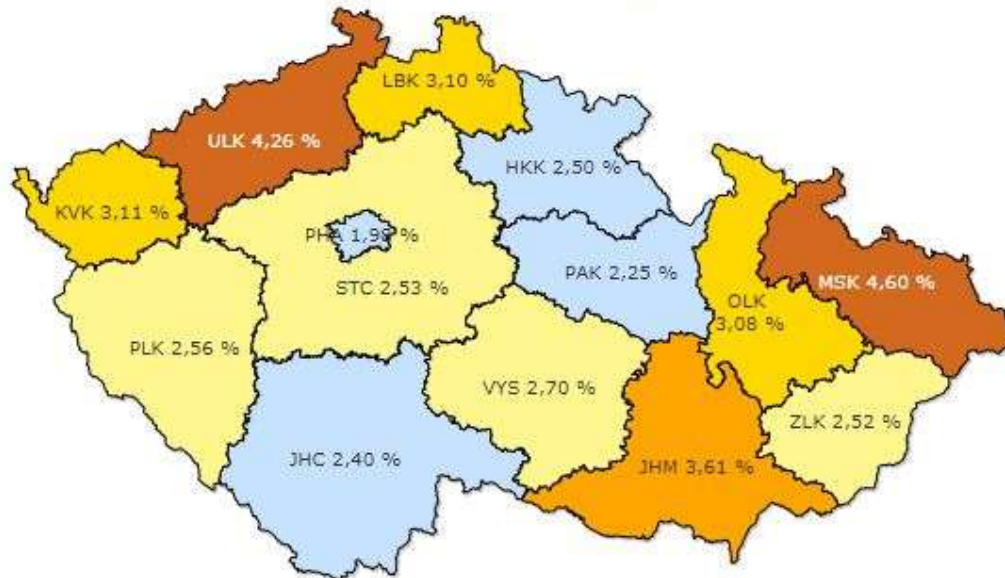 LBK 3,10 %
ULK 4,26 %
HKK 2,50 %
KVK 3,11 %
PHA 1,98 %
PAK 2,25 %
STC 2,53 %
MSK 4,60 %
OLK
3,08 %
PLK 2,56 %
VYS 2,70 %
ZLK 2,52 %
JHC 2,40 %
JHM 3,61 %